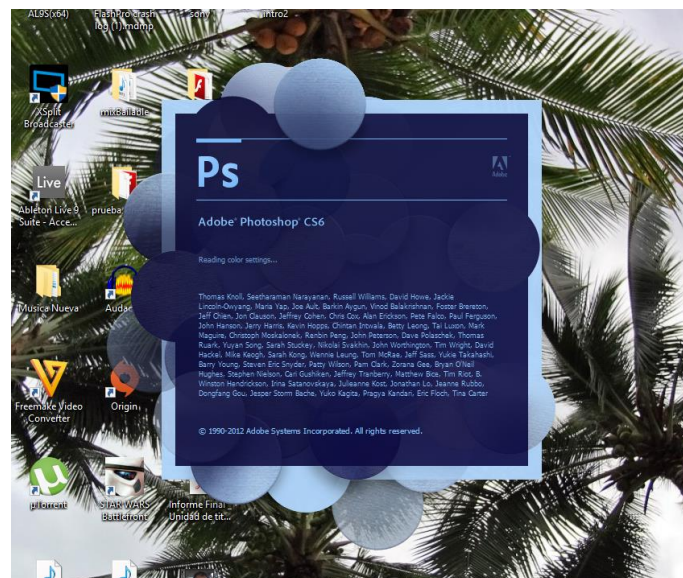 AL9S(x64)
FlashPro crash
log (1).mdmp
sony
intro2
XSplit
Broadcaster
mixBailable
Live
Ableton Live 9
Suite - Acce...
prueba
Musica Nueva
Audac
Freemake Video
Converter
Origin
µTorrent
STAR WARS
Battlefront
Informe Final
Unidad de tit...
Ps
Adobe
Adobe® Photoshop® CS6
Reading color settings...
Thomas Knoll, Seetharaman Narayanan, Russell Williams, David Howe, Jackie
Lincoln-Owyang, Maria Yap, Joe Ault, Barkin Aygun, Vinod Balakrishnan, Foster Brereton,
Jeff Chien, Jon Clauson, Jeffrey Cohen, Chris Cox, Alan Erickson, Pete Falco, Paul Ferguson,
John Hanson, Jerry Harris, Kevin Hopps, Chintan Intwala, Betty Leong, Tai Luxon, Mark
Maguire, Christoph Moskalonek, Renbin Peng, John Peterson, Dave Polaschek, Thomas
Ruark, Yuyan Song, Sarah Stuckey, Nikolai Svakhin, John Worthington, Tim Wright, David
Hackel, Mike Keogh, Sarah Kong, Wennie Leung, Tom McRae, Jeff Sass, Yukie Takahashi,
Barry Young, Steven Eric Snyder, Patty Wilson, Pam Clark, Zorana Gee, Bryan O'Neil
Hughes, Stephen Nielson, Cari Gushiken, Jeffrey Tranberry, Matthew Bice, Tim Riot, B.
Winston Hendrickson, Irina Satanovskaya, Julieanne Kost, Jonathan Lo, Jeanne Rubbo,
Dongfang Gou, Jesper Storm Bache, Yuko Kagita, Pragya Kandari, Eric Floch, Tina Carter
© 1990-2012 Adobe Systems Incorporated. All rights reserved.